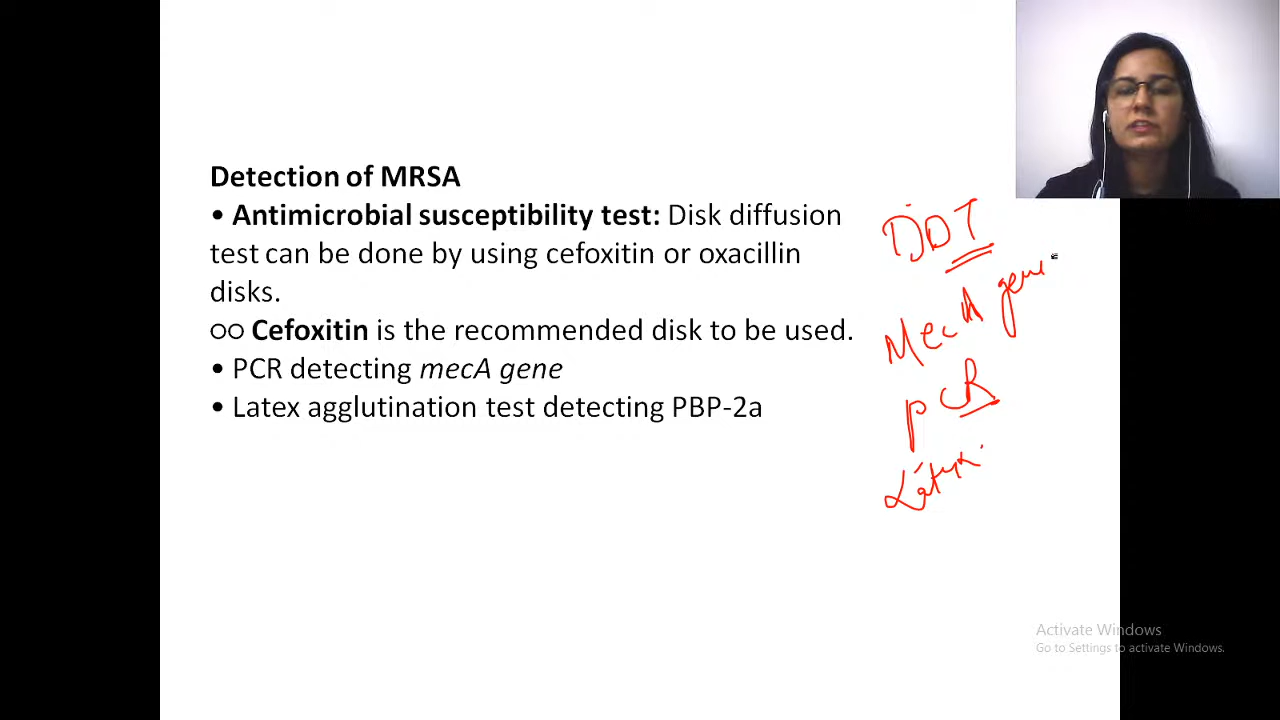 Detection of MRSA
• Antimicrobial susceptibility test: Disk diffusion
test can be done by using cefoxitin or oxacillin
disks.
○○ Cefoxitin is the recommended disk to be used.
• PCR detecting mecA gene
• Latex agglutination test detecting PBP-2a
DDT
MecA gene
PCR
Latex
Activate Windows
Go to Settings to activate Windows.